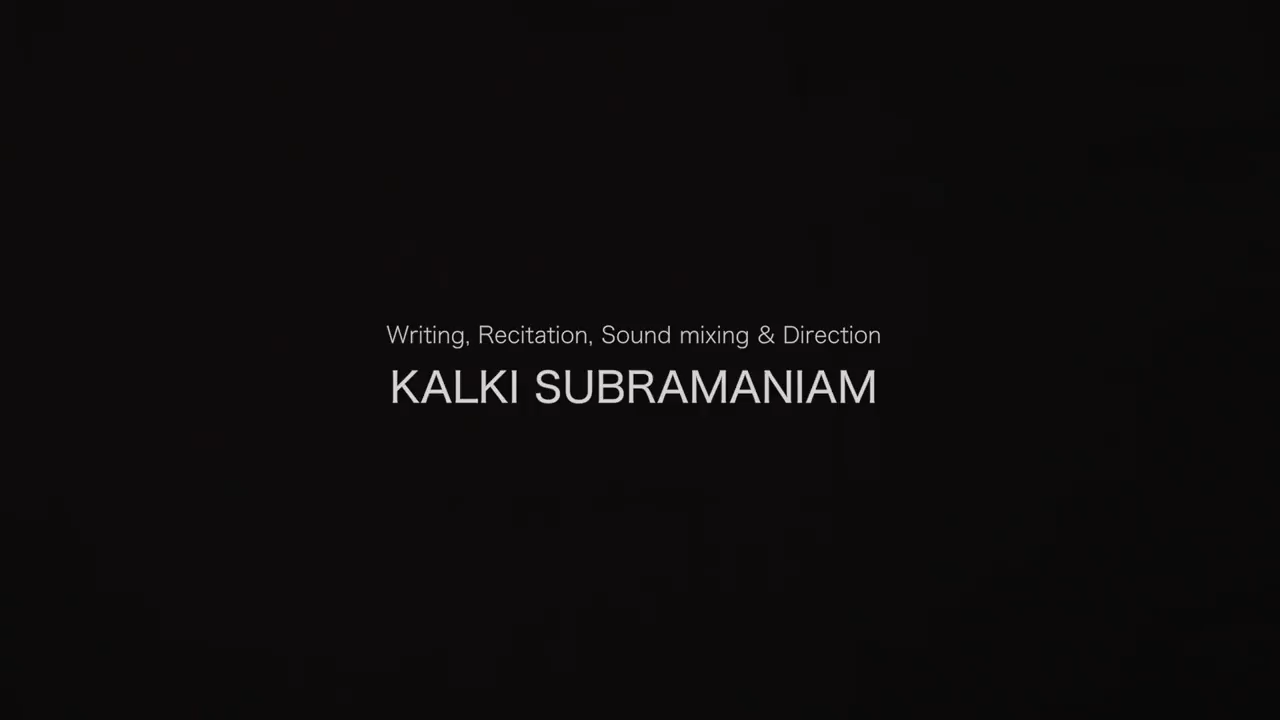 Writing, Recitation, Sound mixing & Direction
KALKI SUBRAMANIAM